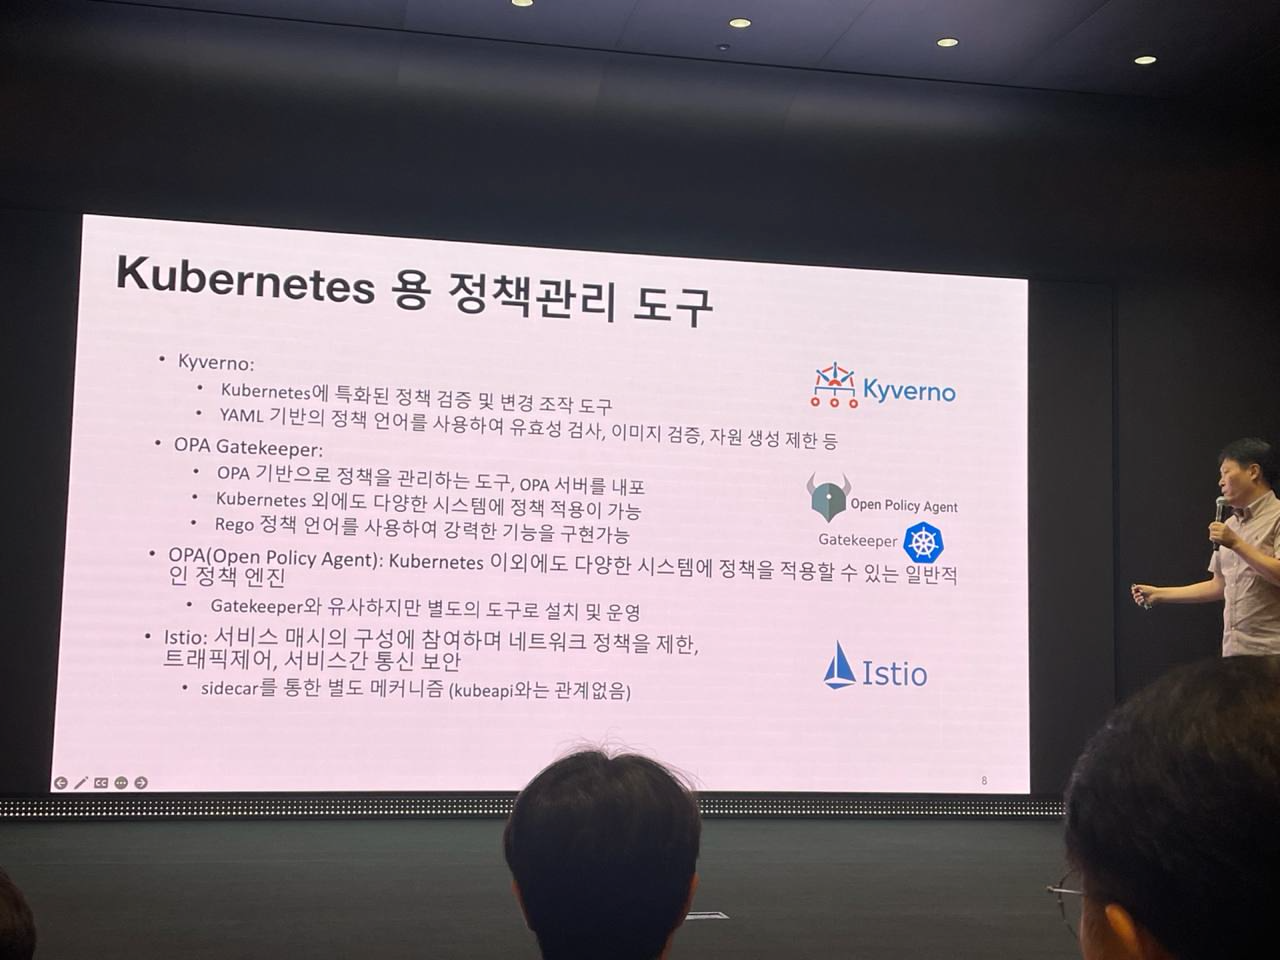 Kubernetes 용 정책관리 도구
• Kyverno:
• Kubernetes에 특화된 정책 검증 및 변경 조작 도구
• YAML 기반의 정책 언어를 사용하여 유효성 검사, 이미지 검증, 자원 생성 제한 등
• OPA Gatekeeper:
• OPA 기반으로 정책을 관리하는 도구, OPA 서버를 내포
• Kubernetes 외에도 다양한 시스템에 정책 적용이 가능
• Rego 정책 언어를 사용하여 강력한 기능을 구현가능
• OPA(Open Policy Agent): Kubernetes 이외에도 다양한 시스템에 정책을 적용할 수 있는 일반적
인 정책 엔진
• Gatekeeper와 유사하지만 별도의 도구로 설치 및 운영
• Istio: 서비스 매시의 구성에 참여하며 네트워크 정책을 제한,
트래픽제어, 서비스간 통신 보안
• sidecar를 통한 별도 메커니즘 (kubeapi와는 관계없음)
Kyverno
Open Policy Agent
Gatekeeper
Istio
CC
8